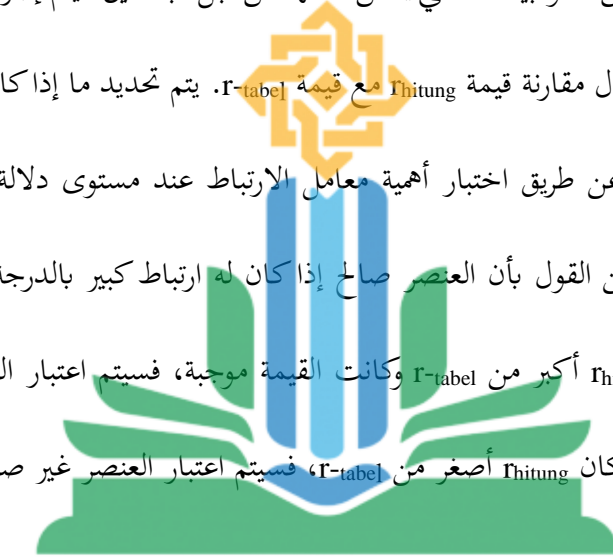 ل مقارنة قيمة rhitung مع قيمة r-tabel. يتم تحديد ما إذا كا
عن طريق اختبار أهمية معامل الارتباط عند مستوى دلالة
ن القول بأن العنصر صالح إذا كان له ارتباط كبير بالدرجة
rh أكبر من r-tabel وكانت القيمة موجبة، فسيتم اعتبار ال
كان rhitung أصغر من r-tabel، فسيتم اعتبار العنصر غير ص